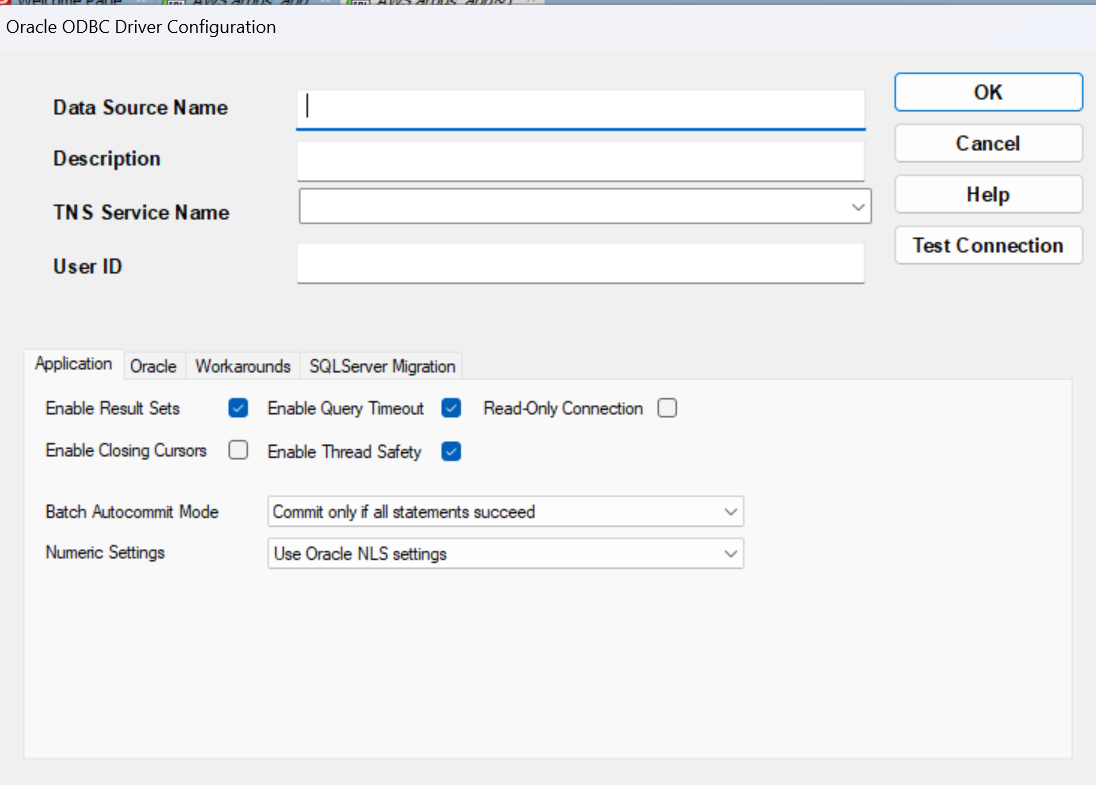 Oracle ODBC Driver Configuration
Data Source Name
OK
Description
Cancel
TNS Service Name
Help
User ID
Test Connection
Application Oracle Workarounds SQLServer Migration
Enable Result Sets Enable Query Timeout Read-Only Connection
Enable Closing Cursors Enable Thread Safety
Batch Autocommit Mode Commit only if all statements succeed
Numeric Settings Use Oracle NLS settings